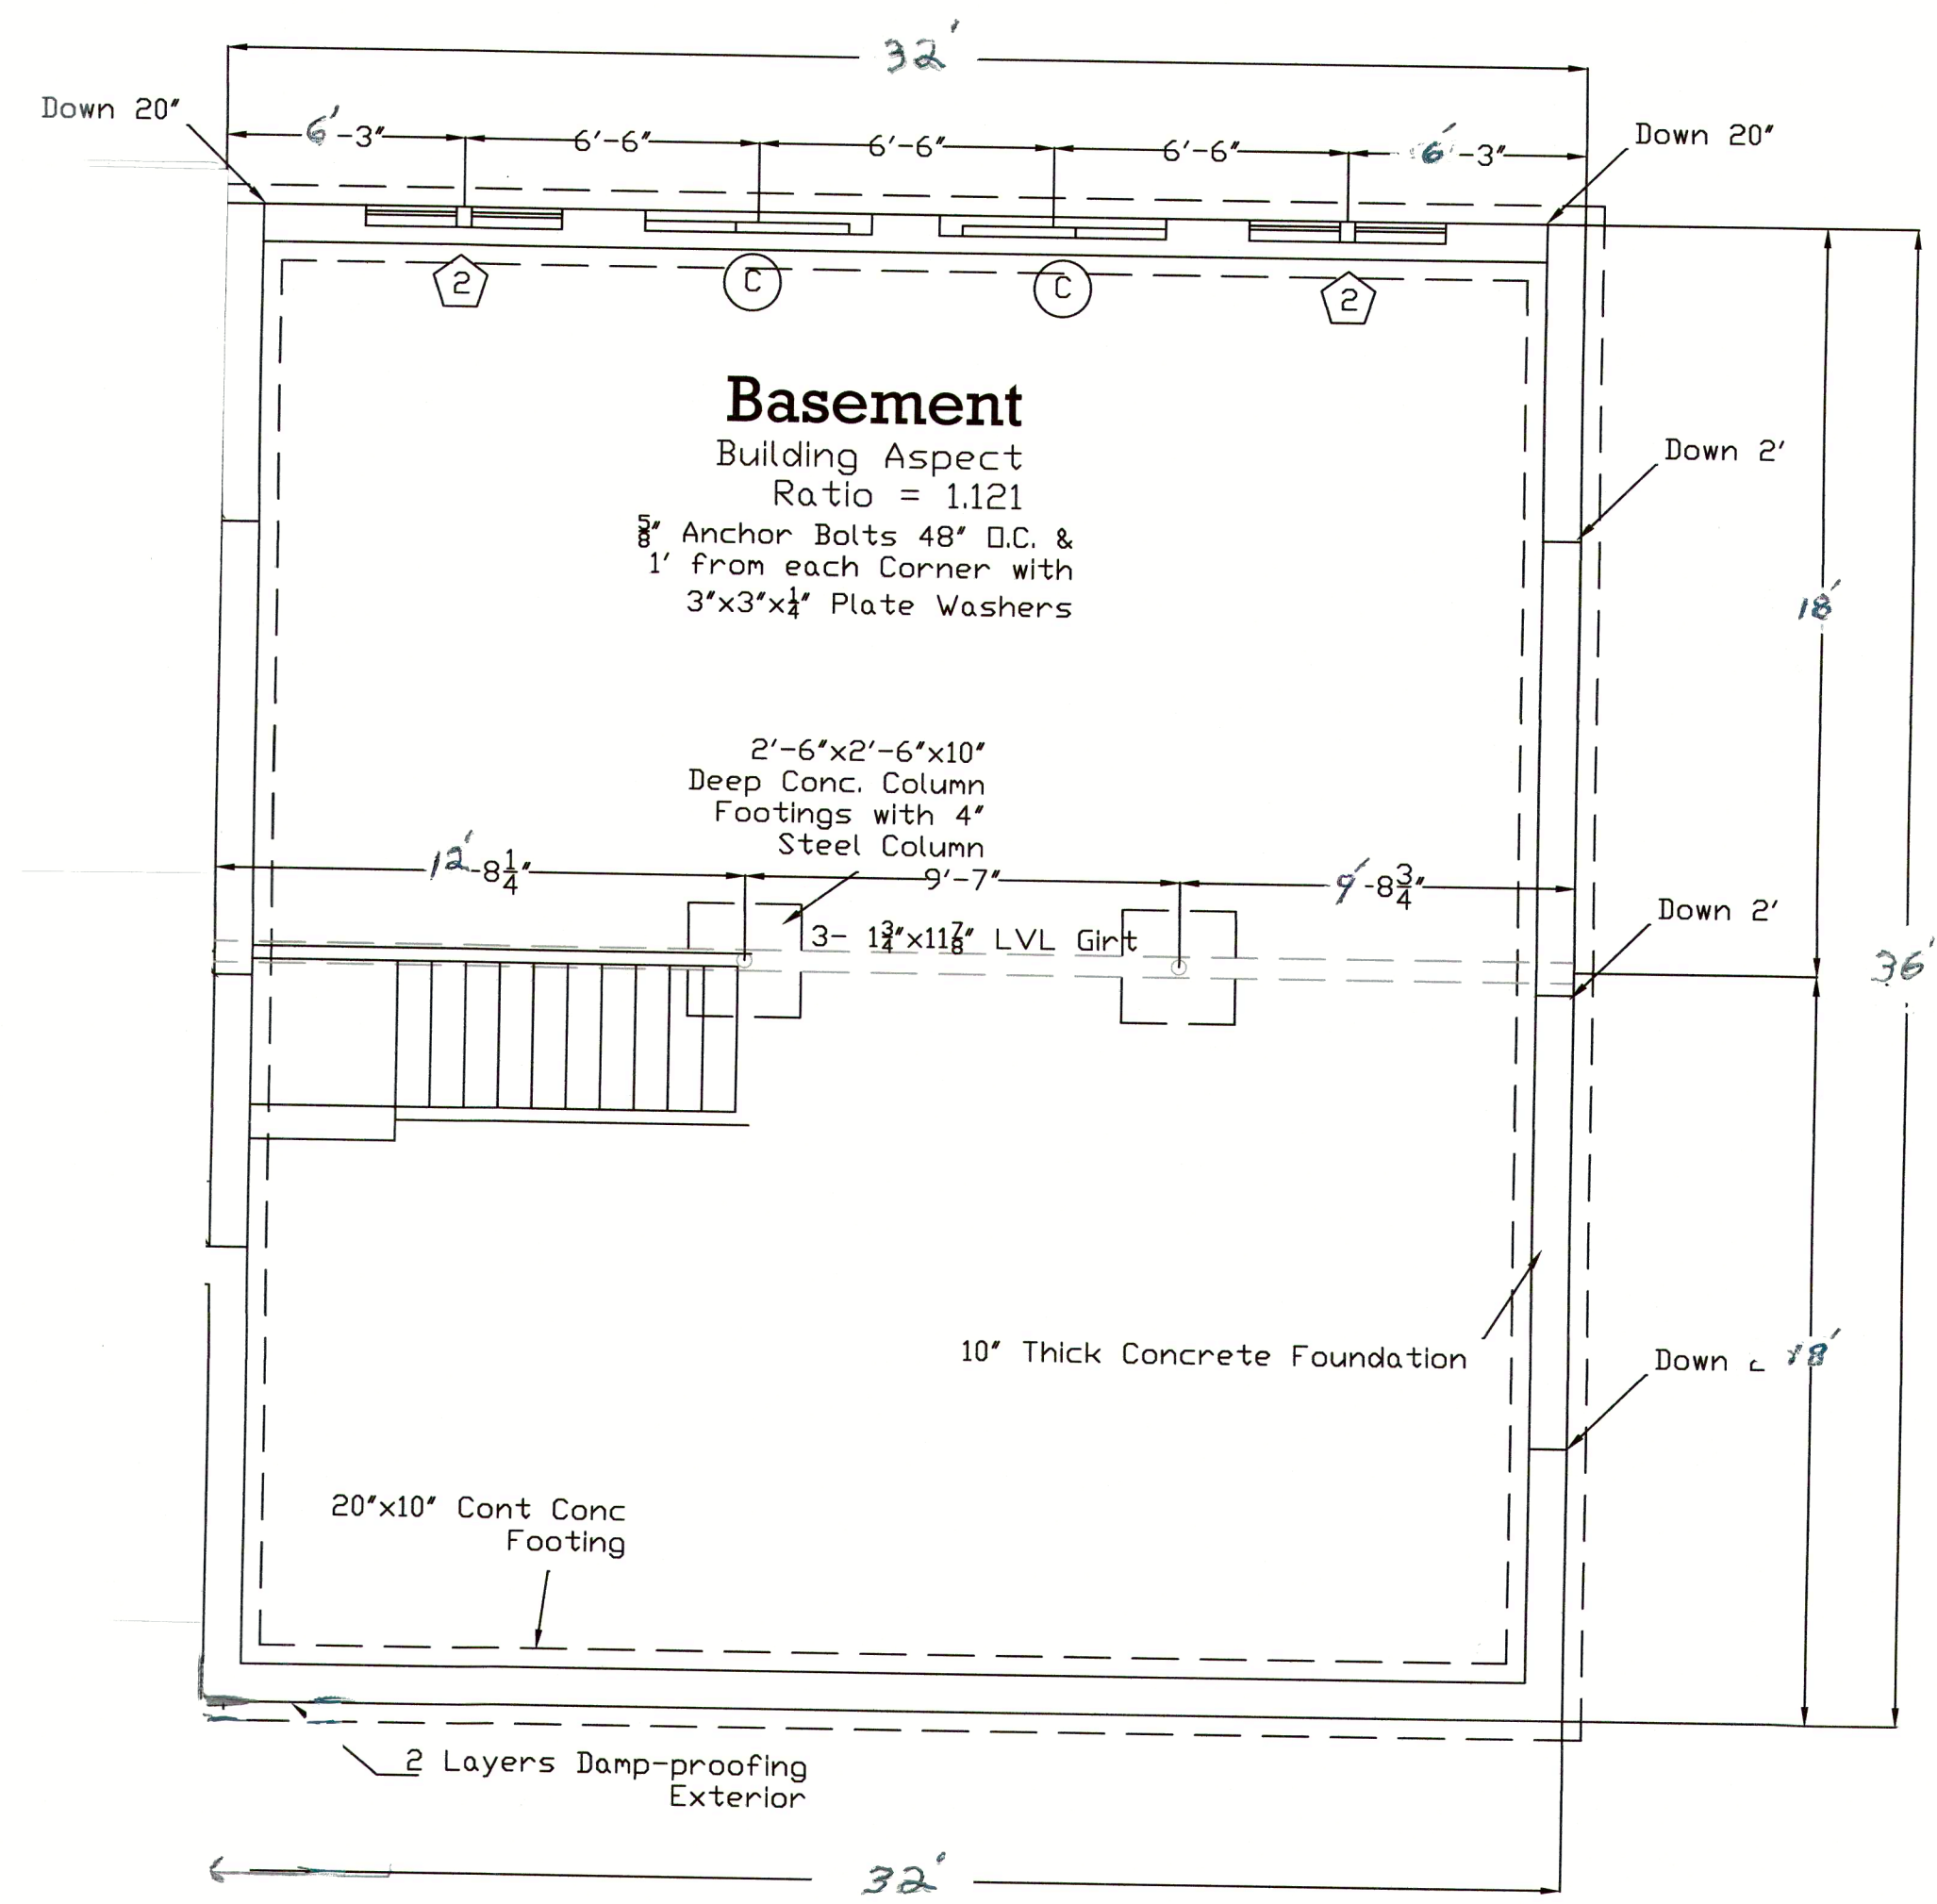 32'
Down 20"
6'-3" 6'-6" 6'-6" 6'-6" 6'-3"
Down 20"
2 C C 2
Basement
Building Aspect
Ratio = 1.121
5/8" Anchor Bolts 48" O.C. &
1' from each Corner with
3"x3"x1/4" Plate Washers
Down 2'
18'
2'-6"x2'-6"x10"
Deep Conc. Column
Footings with 4"
Steel Column
12'-8 1/4" 9'-7" 9'-8 3/4"
3- 1 3/4"x11 7/8" LVL Girt
Down 2'
36'
10" Thick Concrete Foundation
Down
18'
20"x10" Cont Conc
Footing
2 Layers Damp-proofing
Exterior
32'